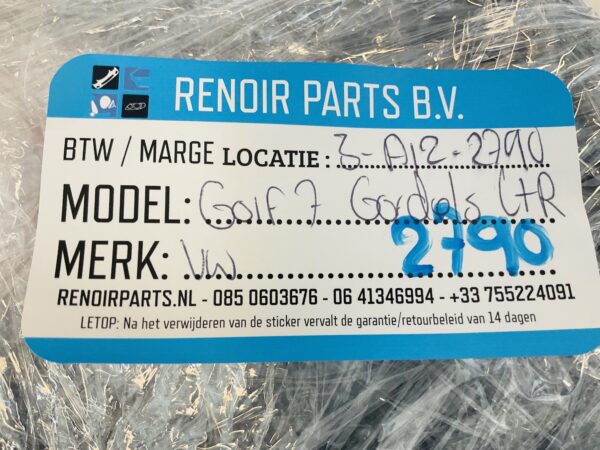 RENOIR PARTS B.V.
BTW / MARGE LOCATIE: 3-A12-2790
MODEL: Golf 7 Gordels L+R
MERK: VW 2790
RENOIRPARTS.NL - 085 0603676 - 06 41346994 - +33 755224091
LETOP: Na het verwijderen van de sticker vervalt de garantie/retourbeleid van 14 dagen